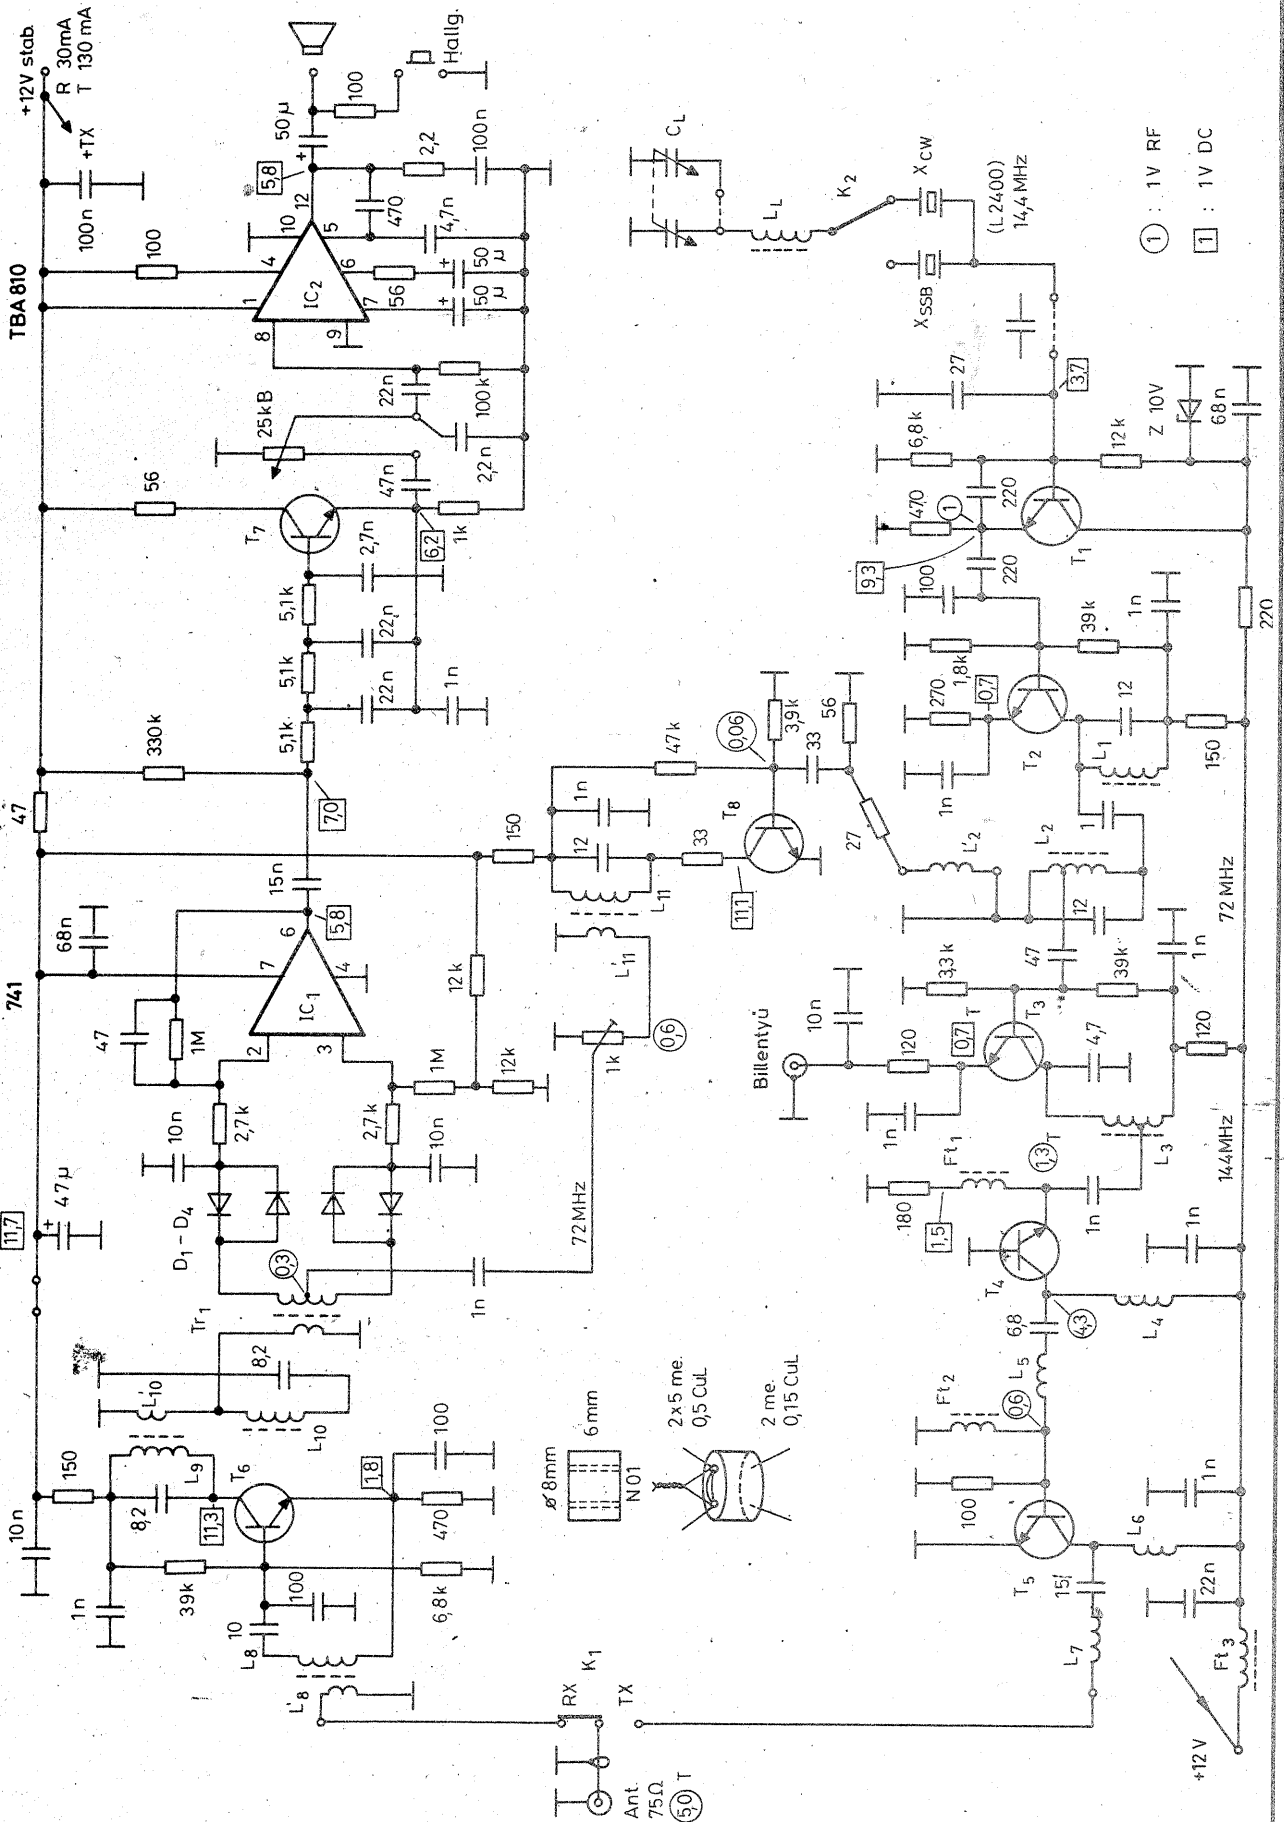 +12V stab.
R 30mA
T 130 mA
+TX
100n
TBA 810
100
1
4
10
12
5,8
50µ
+
100
Hallg.
IC2
8
9
7
6
5
470
2,2
100n
4,7n
56
+
50
µ
+
50
µ
22n
100k
25kB
2,2n
47n
56
T7
6,2
1k
2,7n
5,1k
22n
5,1k
22n
5,1k
1n
330k
7,0
47
15n
5,8
68n
741
7
6
4
IC1
2
3
47
1M
10n
2,7k
2,7k
10n
1M
12k
12k
D1-D4
11,7
+
47µ
Tr1
0,3
1n
72MHz
1k
0,6
L'11
L11
12
1n
150
33
11,1
T8
47k
0,06
3,9k
33
56
27
L'2
L2
12
1
47
10n
150
1n
39k
8,2
L9
11,3
T6
L'10
L10
8,2
1,8
470
100
6,8k
100
10
L8
L'8
RX
K1
TX
Ant.
75Ω
5,0 T
ø8mm
6mm
N01
2x5 me.
0,5 CuL
2 me.
0,15 CuL
CL
LL
K2
XSSB
XCW
(L2400)
14,4 MHz
1 : 1V RF
1 : 1V DC
27
3,7
6,8k
12k
Z 10V
68n
470
1
220
220
9,3
T1
100
1,8k
39k
1n
220
270
0,7
T2
12
L1
150
1n
72MHz
Billentyű
10n
120
0,7 T
T3
3,3k
39k
1n
4,7
120
L3
1n
144MHz
Ft1
180
1,5
1,3 T
1n
T4
4,3
L4
1n
6,8
L5
0,6
Ft2
100
T5
L6
1n
15
22n
L7
Ft3
+12V